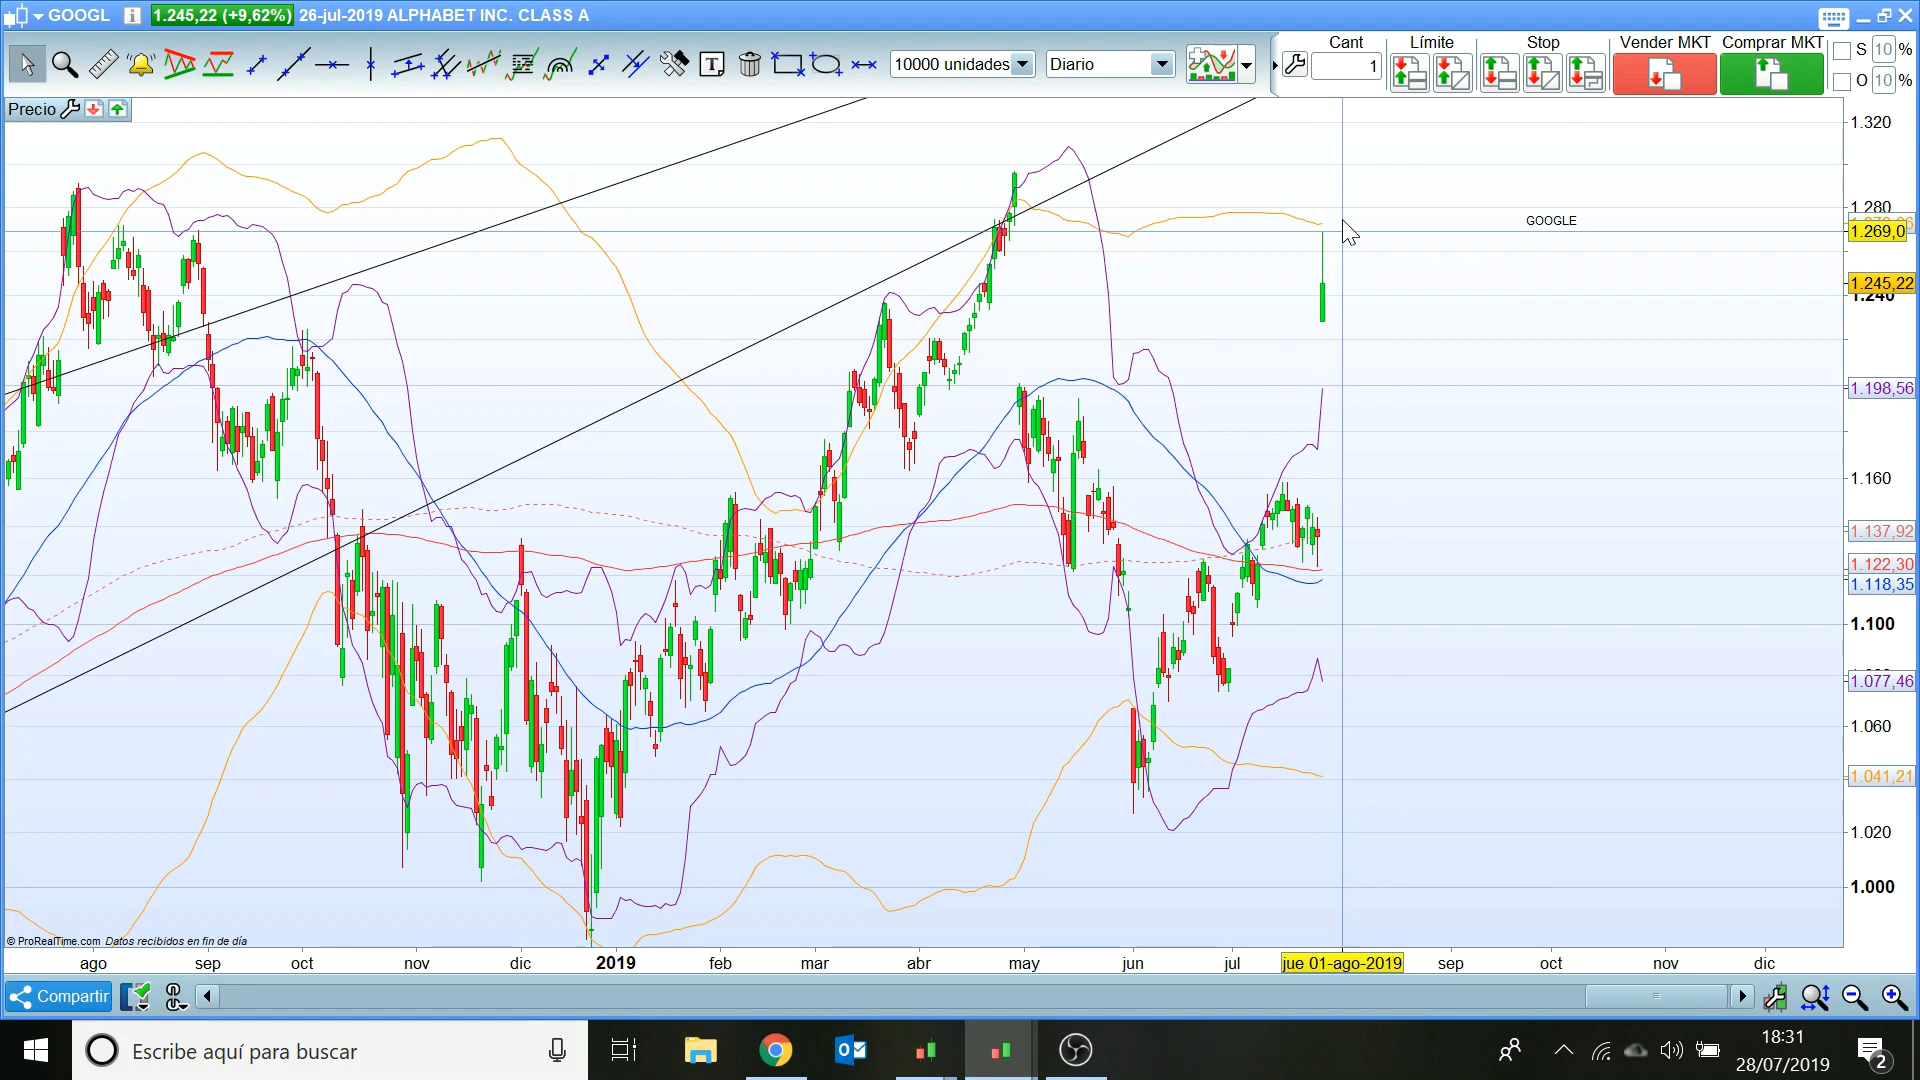 GOOGL 1.245,22 (+9,62%) 26-jul-2019 ALPHABET INC. CLASS A
10000 unidades Diario
Cant Límite Stop Vender MKT Comprar MKT S 10 %
1
O 10 %
Precio
1.320
1.280
GOOGLE
1.269,0
1.245,22
1.240
1.198,56
1.160
1.137,92
1.122,30
1.118,35
1.100
1.077,46
1.060
1.041,21
1.020
1.000
© ProRealTime.com Datos recibidos en fin de día
ago sep oct nov dic 2019 feb mar abr may jun jul jue 01-ago-2019 sep oct nov dic
Compartir
Escribe aquí para buscar
18:31
28/07/2019
2